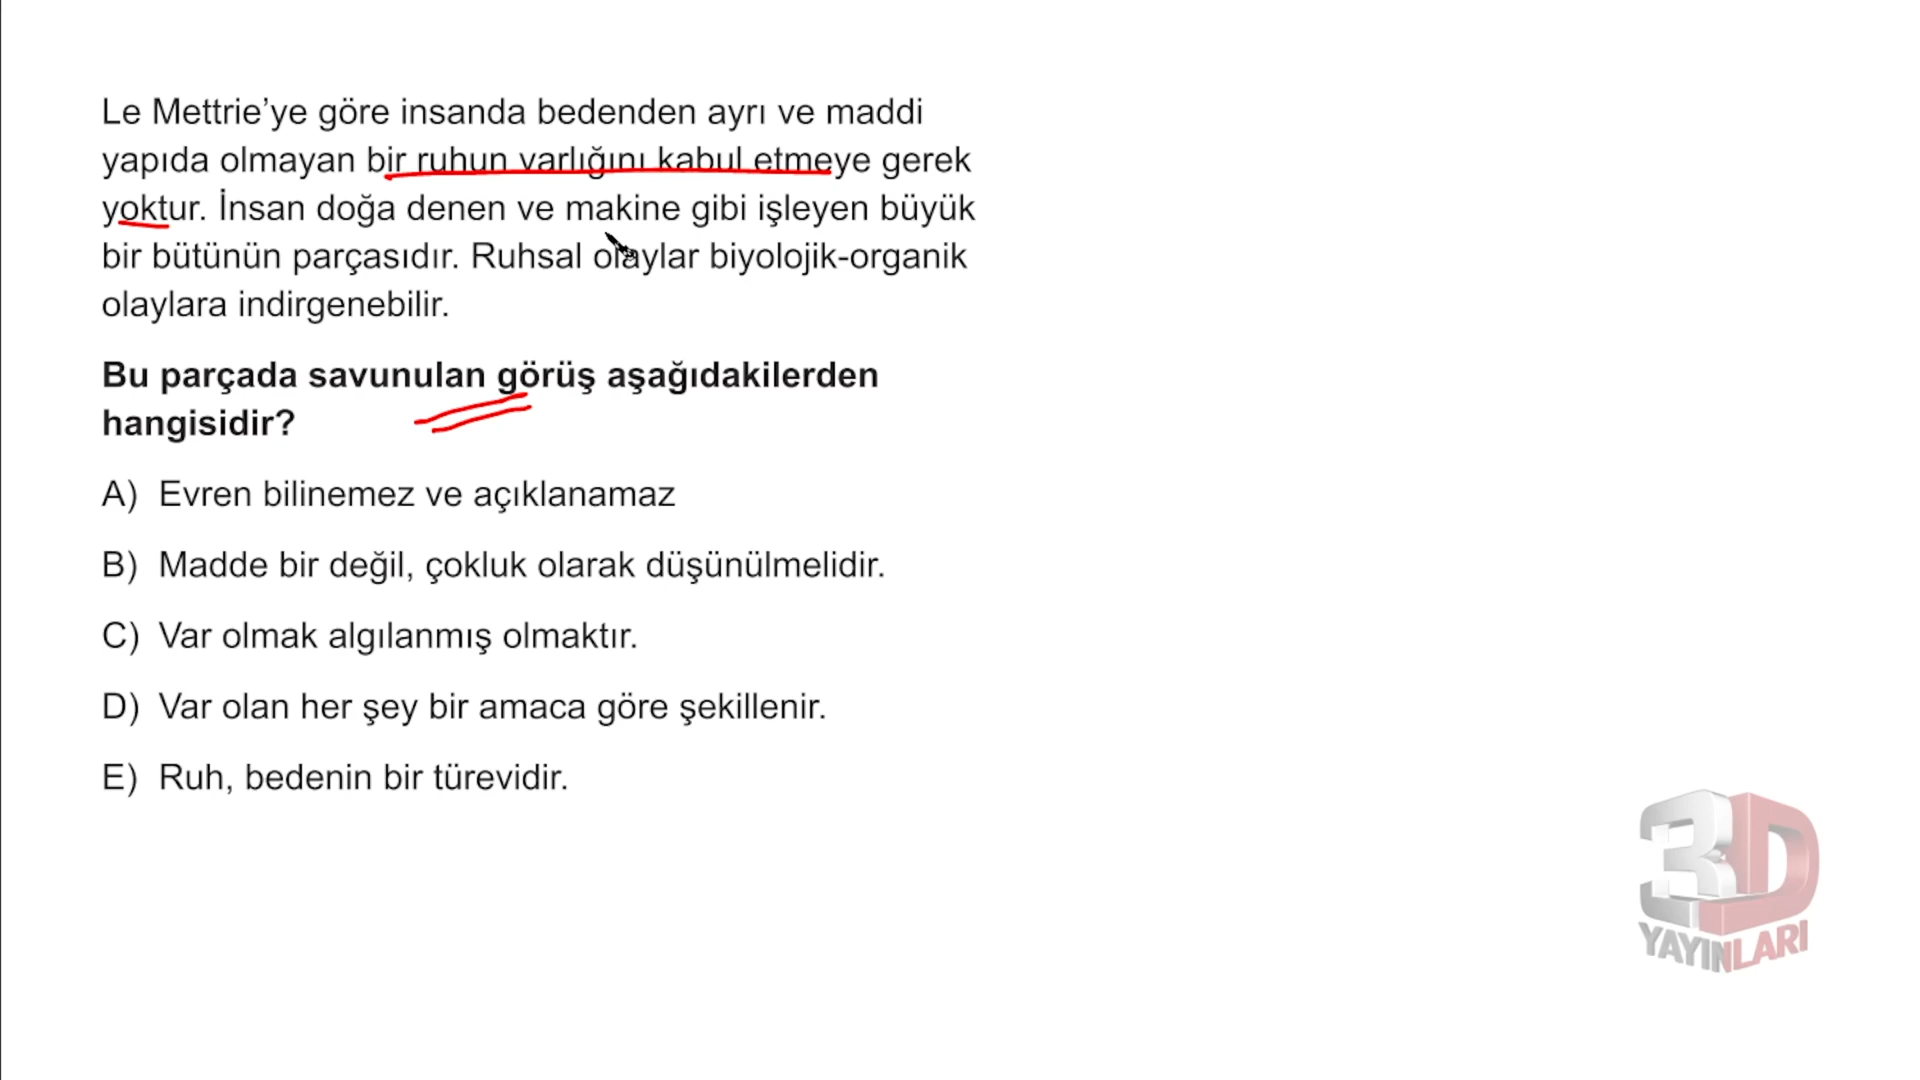 Le Mettrie’ye göre insanda bedenden ayrı ve maddi
yapıda olmayan bir ruhun varlığını kabul etmeye gerek
yoktur. İnsan doğa denen ve makine gibi işleyen büyük
bir bütünün parçasıdır. Ruhsal olaylar biyolojik-organik
olaylara indirgenebilir.
Bu parçada savunulan görüş aşağıdakilerden
hangisidir?
A) Evren bilinemez ve açıklanamaz
B) Madde bir değil, çokluk olarak düşünülmelidir.
C) Var olmak algılanmış olmaktır.
D) Var olan her şey bir amaca göre şekillenir.
E) Ruh, bedenin bir türevidir.
3D
YAYINLARI